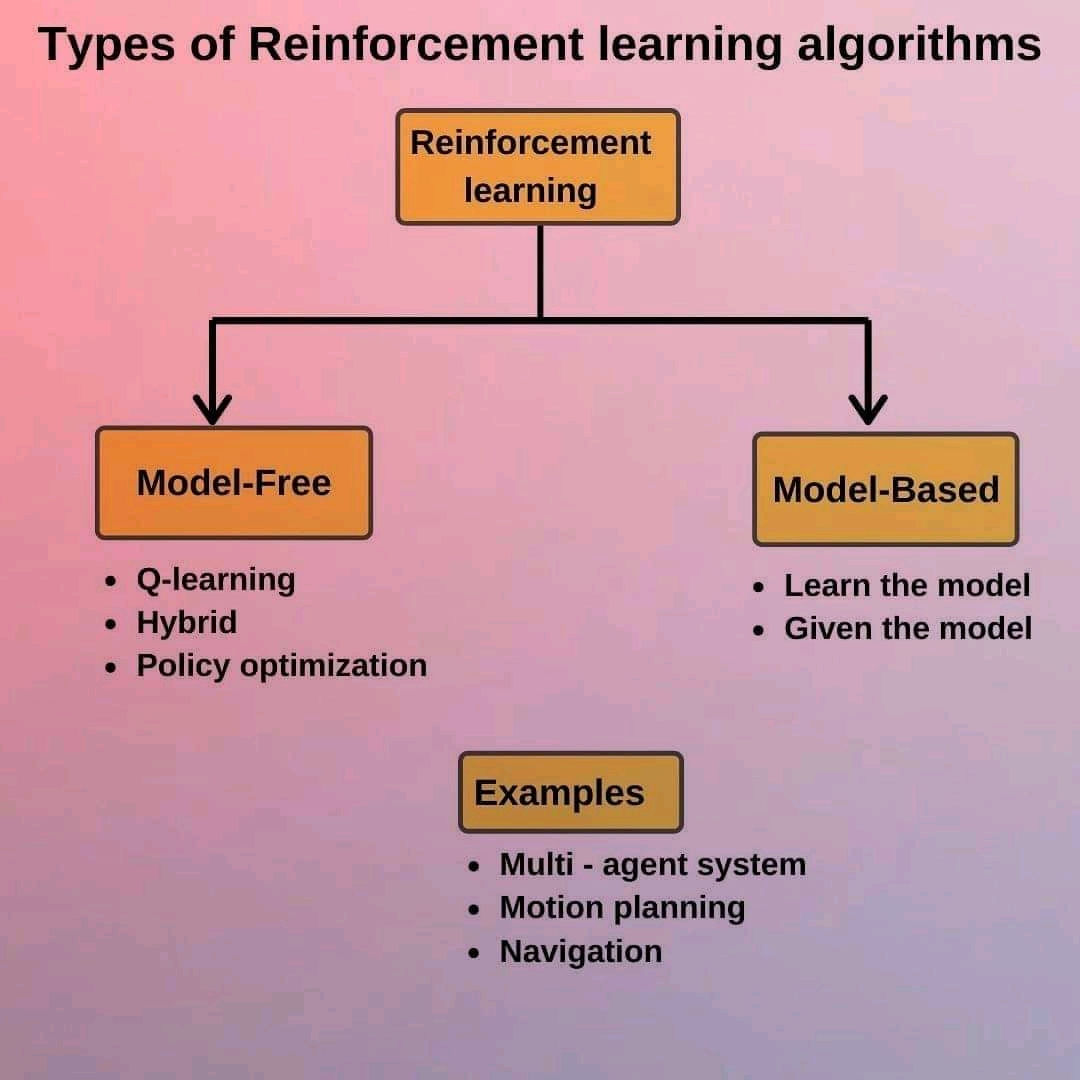 Types of Reinforcement learning algorithms
Reinforcement
learning
Model-Free
• Q-learning
• Hybrid
• Policy optimization
Model-Based
• Learn the model
• Given the model
Examples
• Multi - agent system
• Motion planning
• Navigation